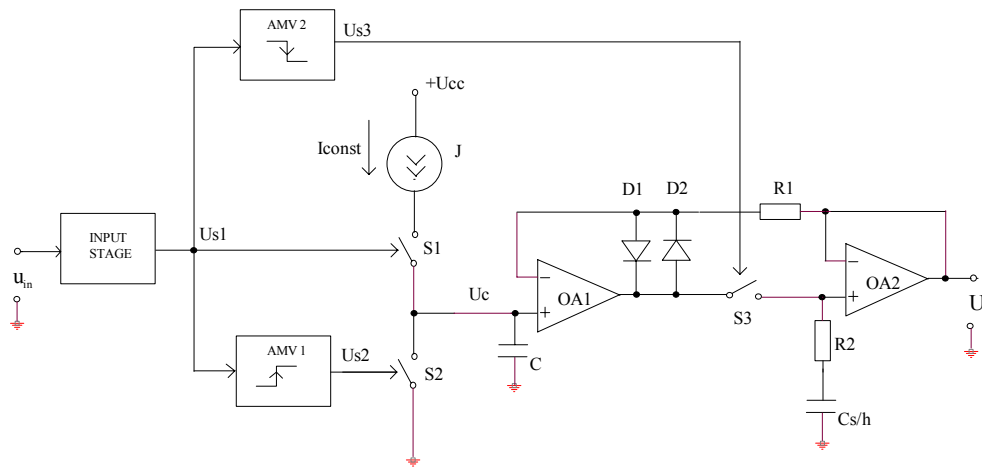 AMV 2
Us3
+Ucc
Iconst
J
D1
D2
R1
INPUT
STAGE
Us1
S1
u_in
OA1
OA2
Uc
S3
U
AMV 1
Us2
S2
C
R2
Cs/h